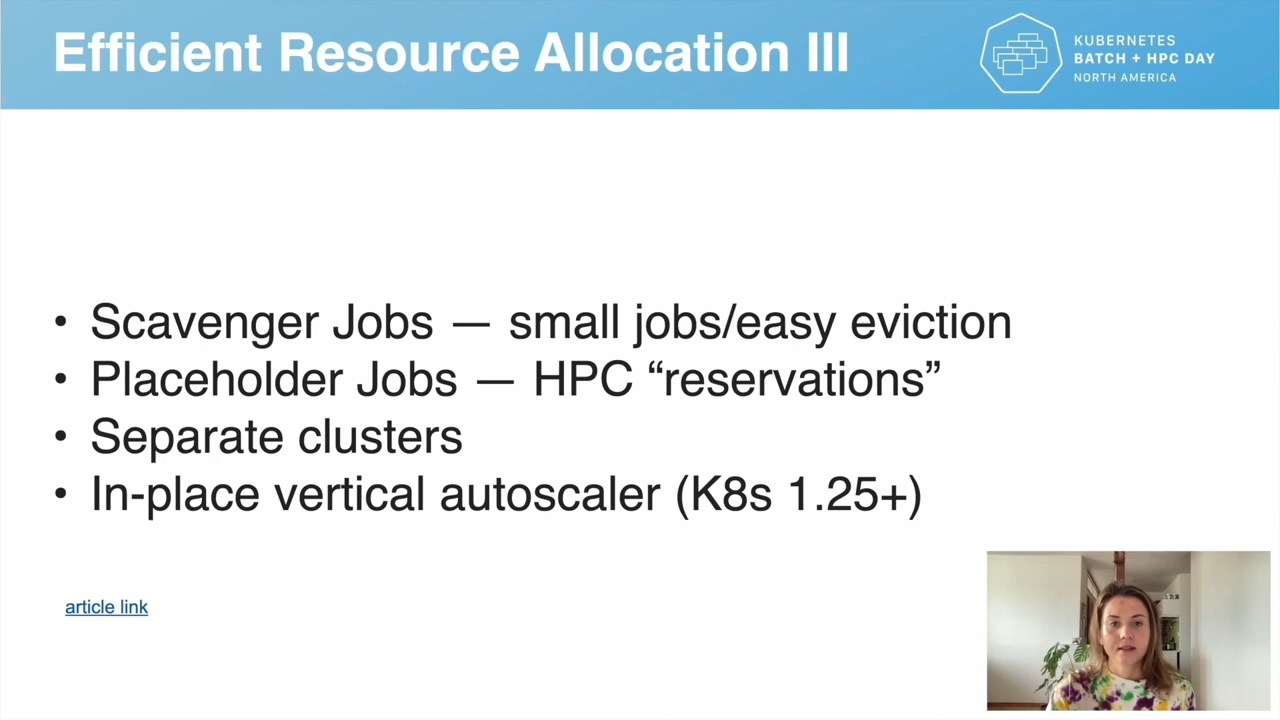 Efficient Resource Allocation III
KUBERNETES
BATCH + HPC DAY
NORTH AMERICA
• Scavenger Jobs — small jobs/easy eviction
• Placeholder Jobs — HPC “reservations”
• Separate clusters
• In-place vertical autoscaler (K8s 1.25+)
article link